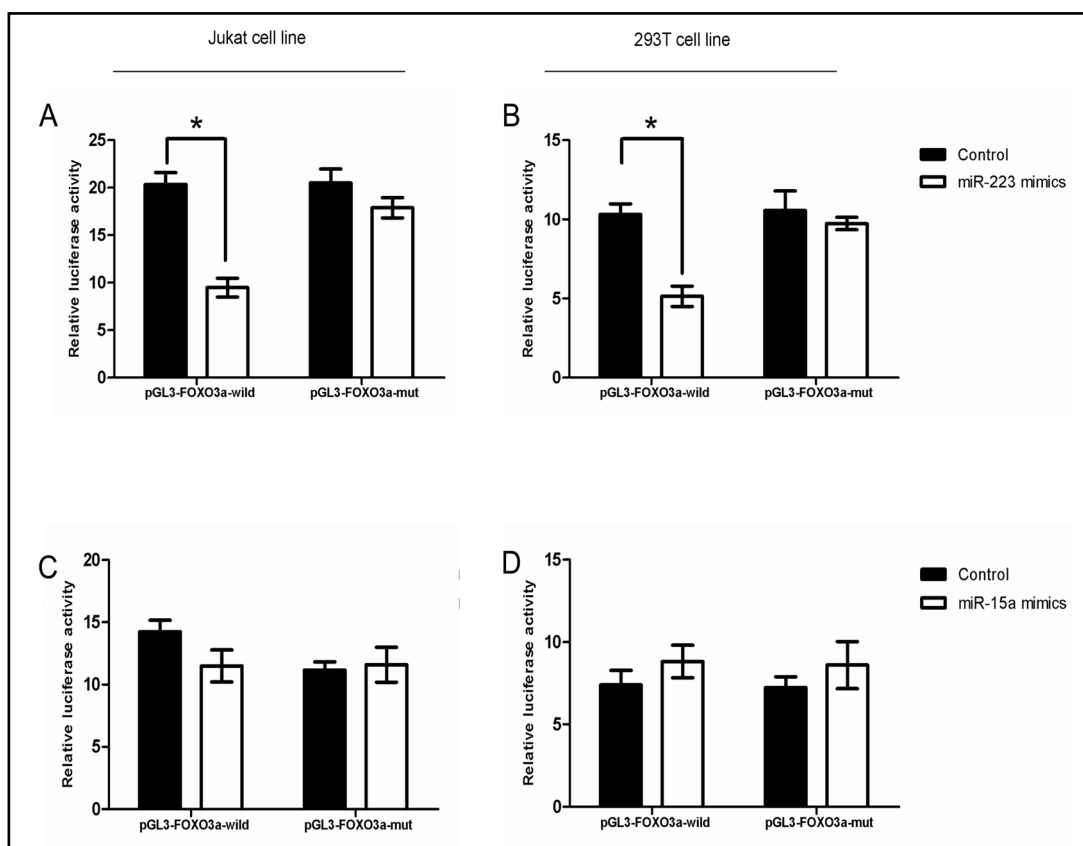 Jukat cell line
293T cell line
A
*
Relative luciferase activity
25
20
15
10
5
0
pGL3-FOXO3a-wild
pGL3-FOXO3a-mut
B
*
Relative luciferase activity
15
10
5
0
pGL3-FOXO3a-wild
pGL3-FOXO3a-mut
Control
miR-223 mimics
C
Relative luciferase activity
20
15
10
5
0
pGL3-FOXO3a-wild
pGL3-FOXO3a-mut
D
Relative luciferase activity
15
10
5
0
pGL3-FOXO3a-wild
pGL3-FOXO3a-mut
Control
miR-15a mimics